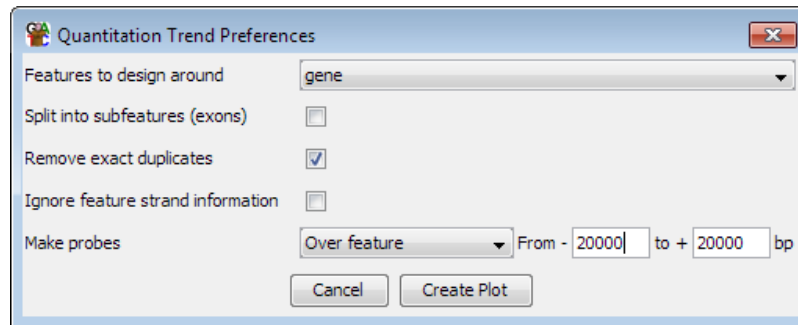 Quantitation Trend Preferences
Features to design around gene
Split into subfeatures (exons)
Remove exact duplicates
Ignore feature strand information
Make probes Over feature From - 20000 to + 20000 bp
Cancel Create Plot